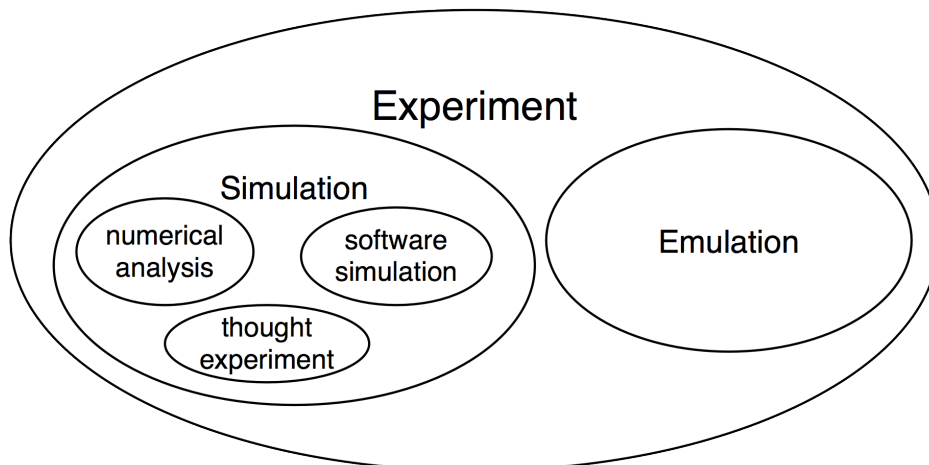 Experiment
Simulation
numerical
analysis
software
simulation
thought
experiment
Emulation